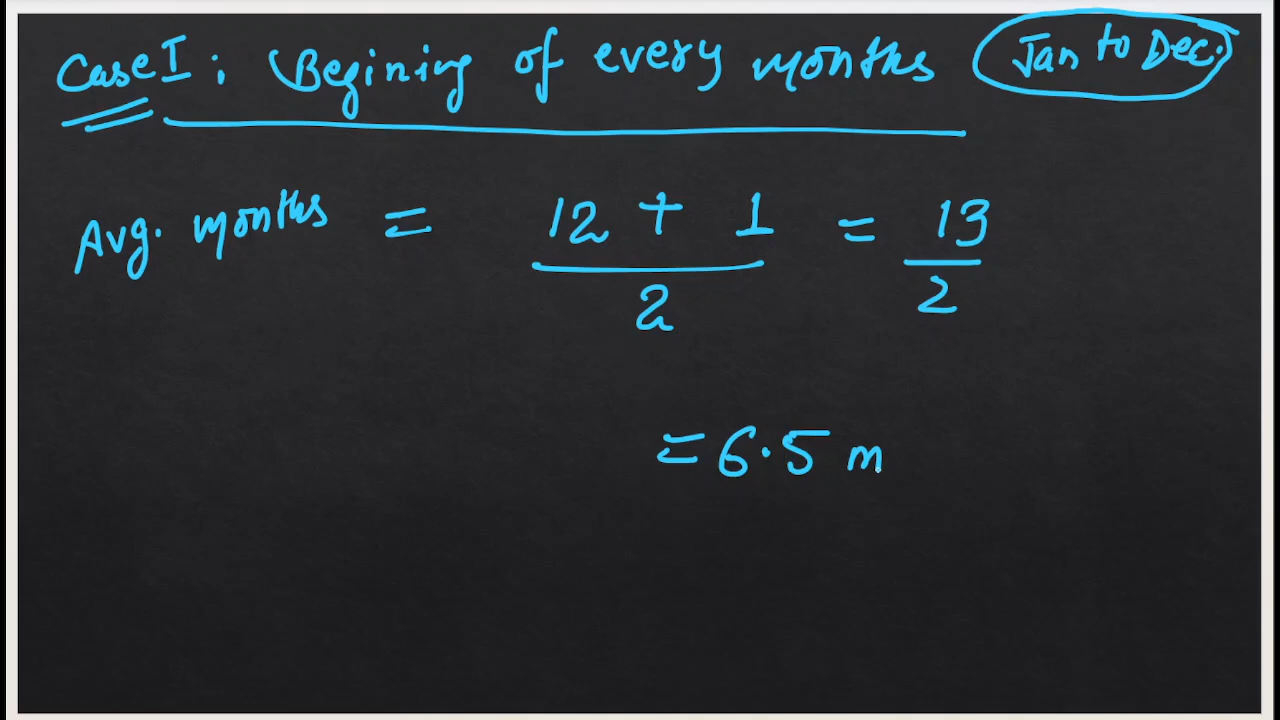 Case I : Begining of every months Jan to Dec.
Avg. months = 12 + 1 / 2 = 13 / 2
= 6.5 m